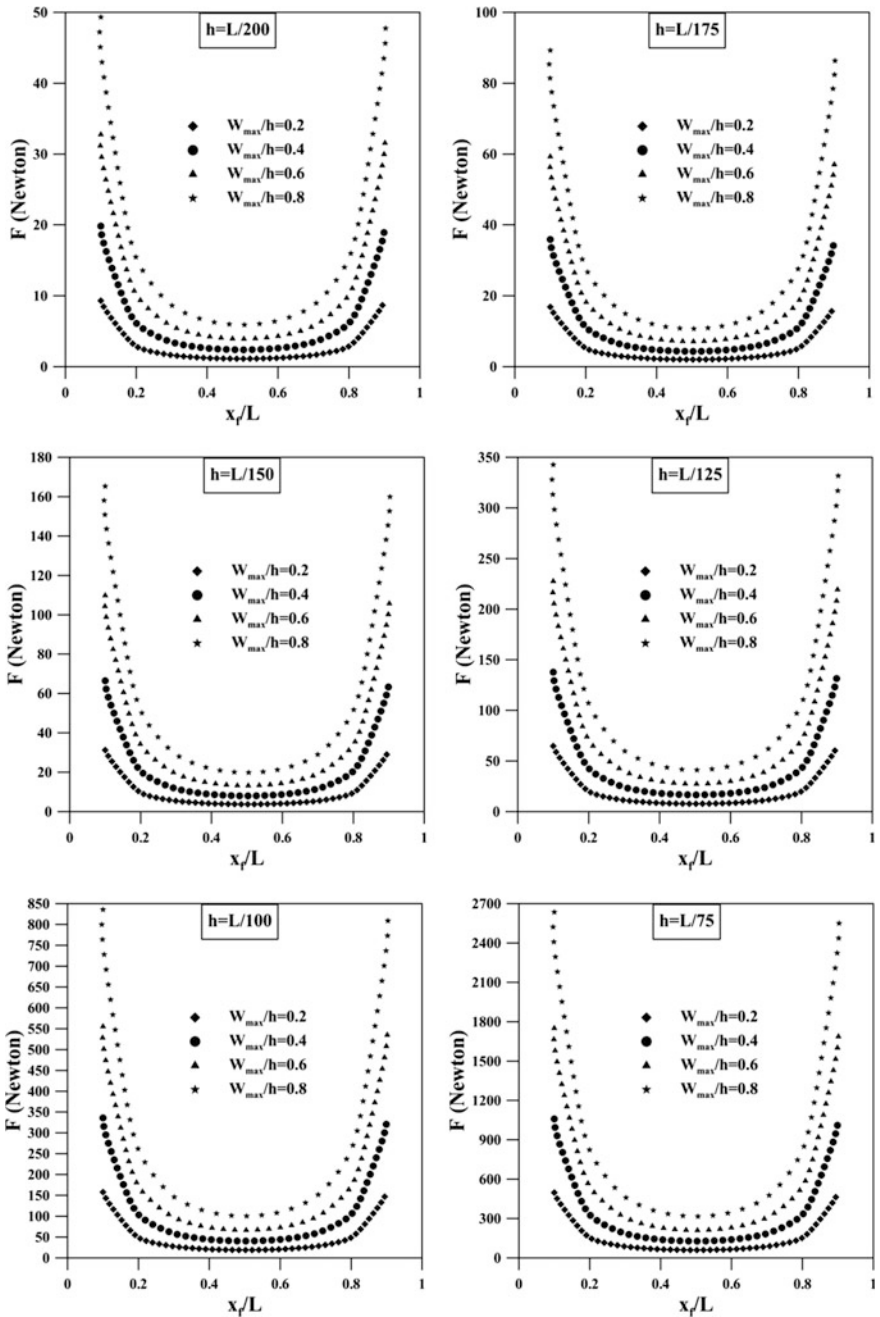 h=L/200
50
40
30
20
10
0
F (Newton)
W_max/h=0.2
W_max/h=0.4
W_max/h=0.6
W_max/h=0.8
0 0.2 0.4 0.6 0.8 1
x_f/L
h=L/175
100
80
60
40
20
0
F (Newton)
W_max/h=0.2
W_max/h=0.4
W_max/h=0.6
W_max/h=0.8
0 0.2 0.4 0.6 0.8 1
x_f/L
h=L/150
180
160
140
120
100
80
60
40
20
0
F (Newton)
W_max/h=0.2
W_max/h=0.4
W_max/h=0.6
W_max/h=0.8
0 0.2 0.4 0.6 0.8 1
x_f/L
h=L/125
350
300
250
200
150
100
50
0
F (Newton)
W_max/h=0.2
W_max/h=0.4
W_max/h=0.6
W_max/h=0.8
0 0.2 0.4 0.6 0.8 1
x_f/L
h=L/100
850
800
750
700
650
600
550
500
450
400
350
300
250
200
150
100
50
0
F (Newton)
W_max/h=0.2
W_max/h=0.4
W_max/h=0.6
W_max/h=0.8
0 0.2 0.4 0.6 0.8 1
x_f/L
h=L/75
2700
2400
2100
1800
1500
1200
900
600
300
0
F (Newton)
W_max/h=0.2
W_max/h=0.4
W_max/h=0.6
W_max/h=0.8
0 0.2 0.4 0.6 0.8 1
x_f/L